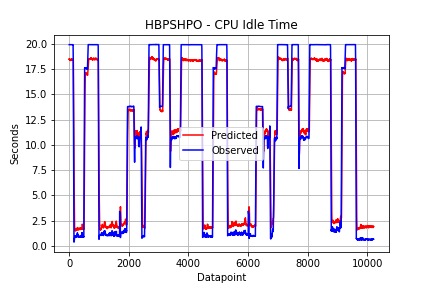 HBPSHPO - CPU Idle Time
20.0
17.5
15.0
12.5
10.0
7.5
5.0
2.5
0.0
Seconds
Predicted
Observed
0 2000 4000 6000 8000 10000
Datapoint